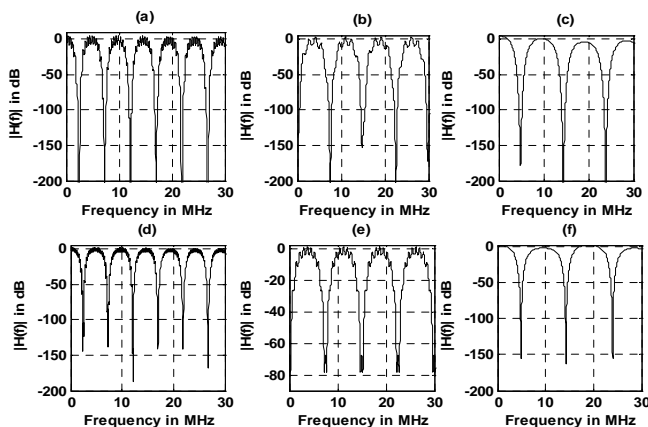 (a) (b) (c)
0 0 0
-50 -50 -50
-100 -100 -100
-150 -150 -150
-200 -200 -200
0 10 20 30 0 10 20 30 0 10 20 30
|H(f)| in dB |H(f)| in dB |H(f)| in dB
Frequency in MHz Frequency in MHz Frequency in MHz
(d) (e) (f)
0 0 0
-50 -20 -50
-100 -40 -100
-150 -60 -150
-200 -80 -200
0 10 20 30 0 10 20 30 0 10 20 30
|H(f)| in dB |H(f)| in dB |H(f)| in dB
Frequency in MHz Frequency in MHz Frequency in MHz